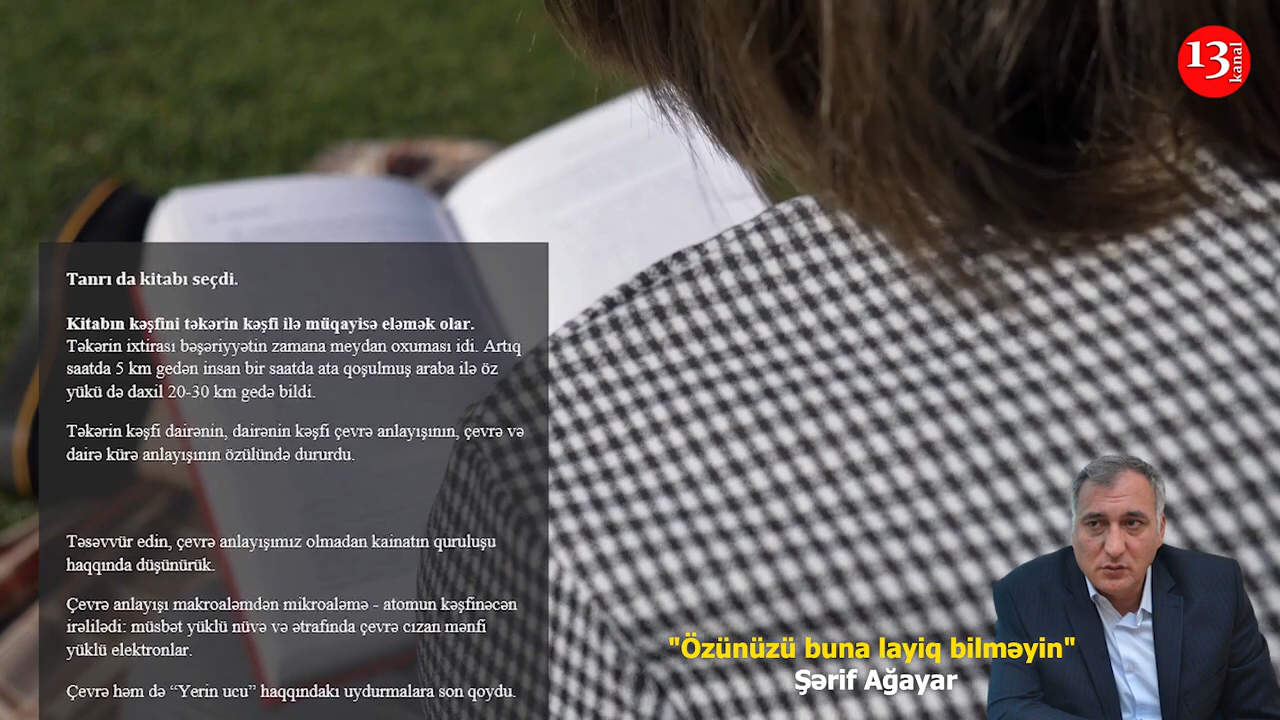 13
kanal
Tanrı da kitabı seçdi.
Kitabın kəşfini təkərin kəşfi ilə müqayisə eləmək olar.
Təkərin ixtirası bəşəriyyətin zamana meydan oxuması idi. Artıq
saatda 5 km gedən insan bir saatda ata qoşulmuş araba ilə öz
yükü də daxil 20-30 km gedə bildi.
Təkərin kəşfi dairənin, dairənin kəşfi çevrə anlayışının, çevrə və
dairə kürə anlayışının özülündə dururdu.
Təsəvvür edin, çevrə anlayışımız olmadan kainatın quruluşu
haqqında düşünürük.
Çevrə anlayışı makroaləmdən mikroaləmə - atomun kəşfinəcən
irəlilədi: müsbət yüklü nüvə və ətrafında çevrə cızan mənfi
yüklü elektronlar.
Çevrə həm də “Yerin ucu” haqqındakı uydurmalara son qoydu.
"Özünüzü buna layiq bilməyin"
Şərif Ağayar